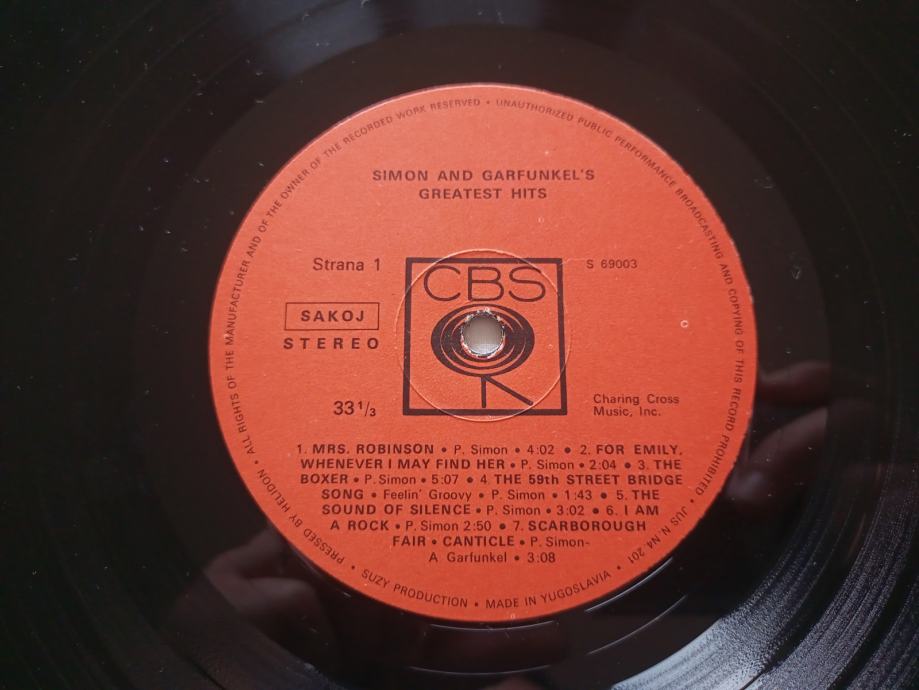 ALL RIGHTS OF THE MANUFACTURER AND OF THE OWNER OF THE RECORDED WORK RESERVED • UNAUTHORIZED PUBLIC PERFORMANCE BROADCASTING AND COPYING OF THIS RECORD PROHIBITED • JUS N. N4 201 •
SIMON AND GARFUNKEL'S
GREATEST HITS
Strana 1
S 69003
CBS
SAKOJ
STEREO
33 1/3
Charing Cross
Music, Inc.
1. MRS. ROBINSON • P. Simon • 4:02 • 2. FOR EMILY,
WHENEVER I MAY FIND HER • P. Simon • 2:04 • 3. THE
BOXER • P. Simon • 5:07 • 4. THE 59th STREET BRIDGE
SONG • Feelin' Groovy • P. Simon • 1:43 • 5. THE
SOUND OF SILENCE • P. Simon • 3:02 • 6. I AM
A ROCK • P. Simon 2:50 • 7. SCARBOROUGH
FAIR • CANTICLE • P. Simon-
A. Garfunkel • 3:08
PRESSED BY HELIDON • SUZY PRODUCTION • MADE IN YUGOSLAVIA •